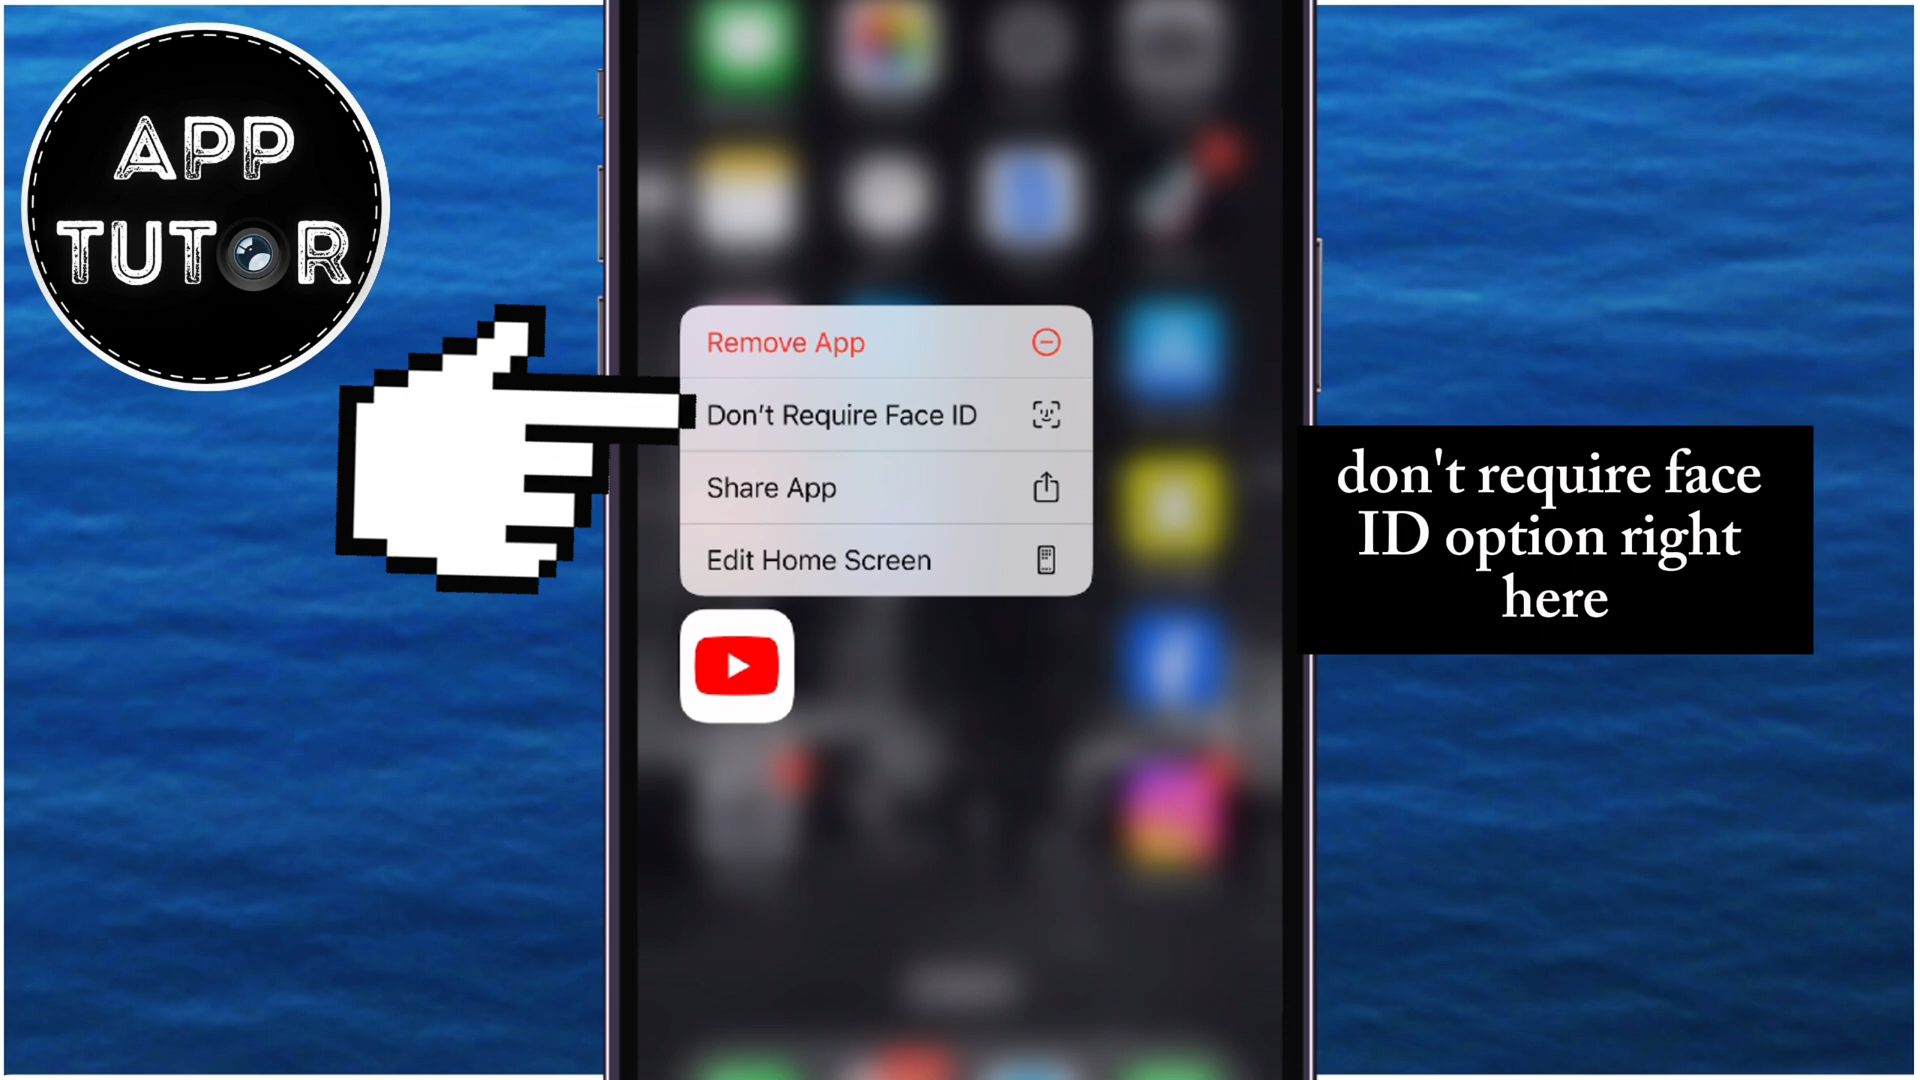 APP
TUTOR
Remove App
Don't Require Face ID
Share App
Edit Home Screen
don't require face
ID option right
here